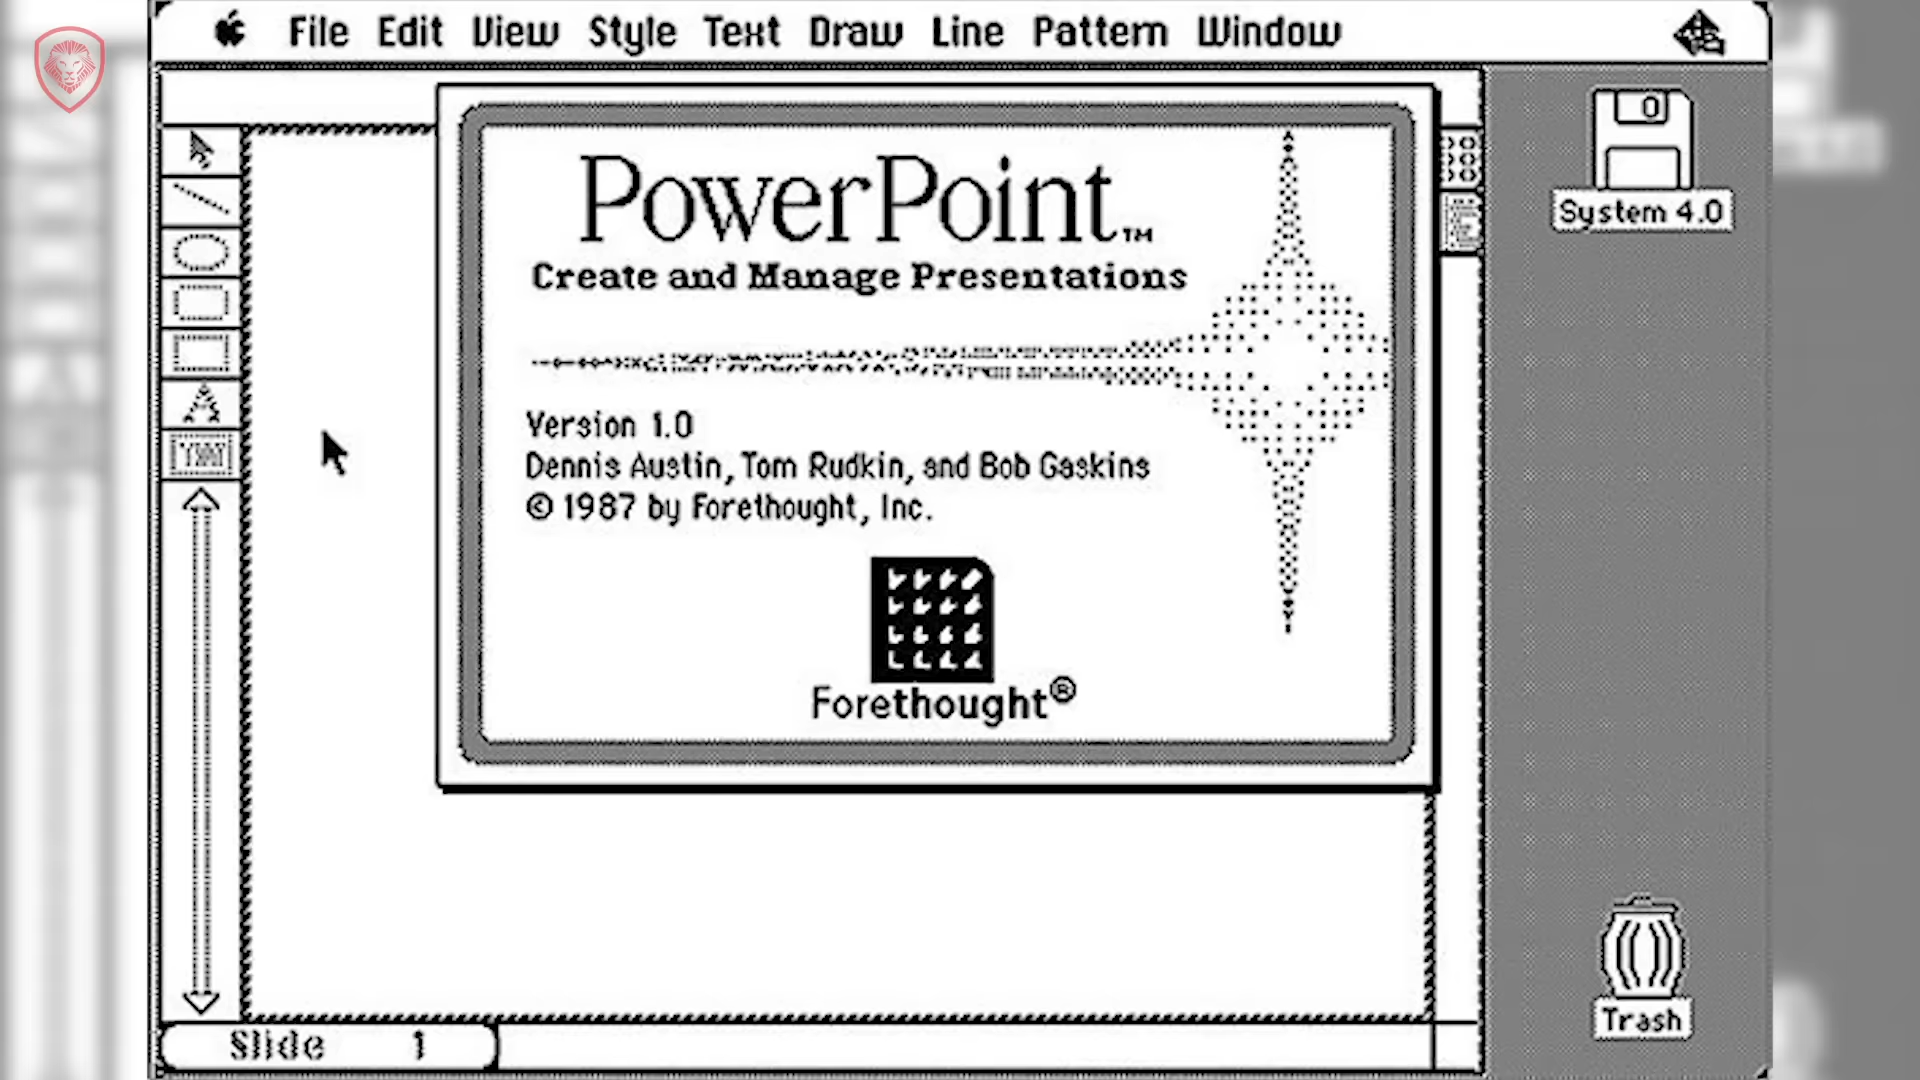 File Edit View Style Text Draw Line Pattern Window
PowerPoint™
Create and Manage Presentations
Version 1.0
Dennis Austin, Tom Rudkin, and Bob Gaskins
© 1987 by Forethought, Inc.
Forethought®
System 4.0
A
Trash
Slide 1